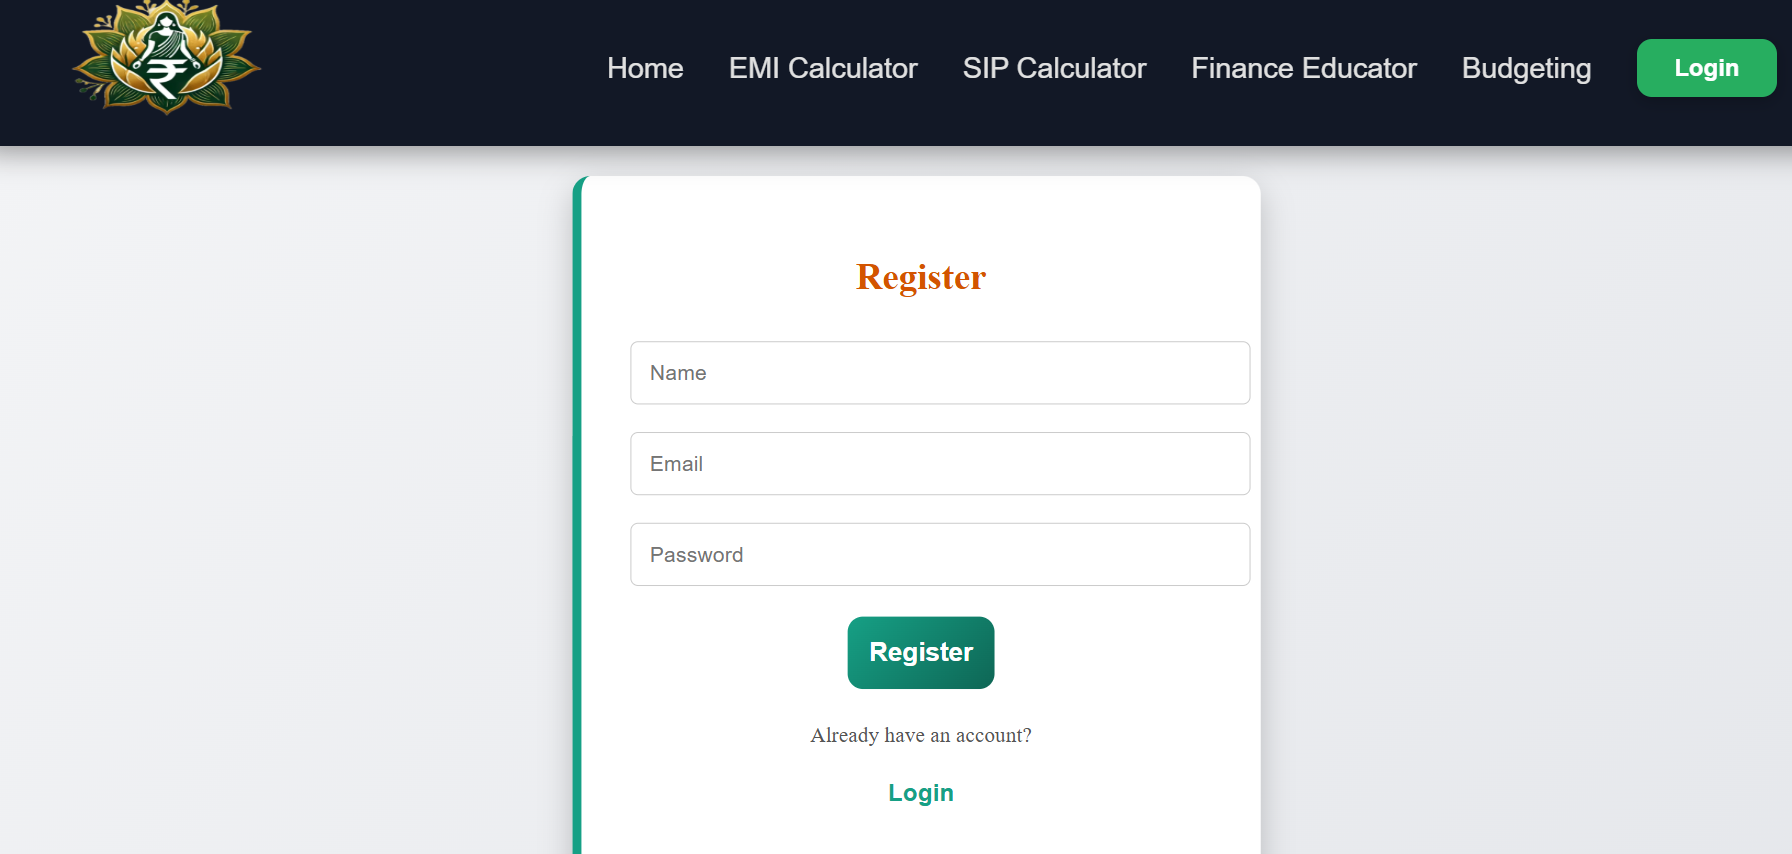 ₹
Home EMI Calculator SIP Calculator Finance Educator Budgeting Login
Register
Name
Email
Password
Register
Already have an account?
Login